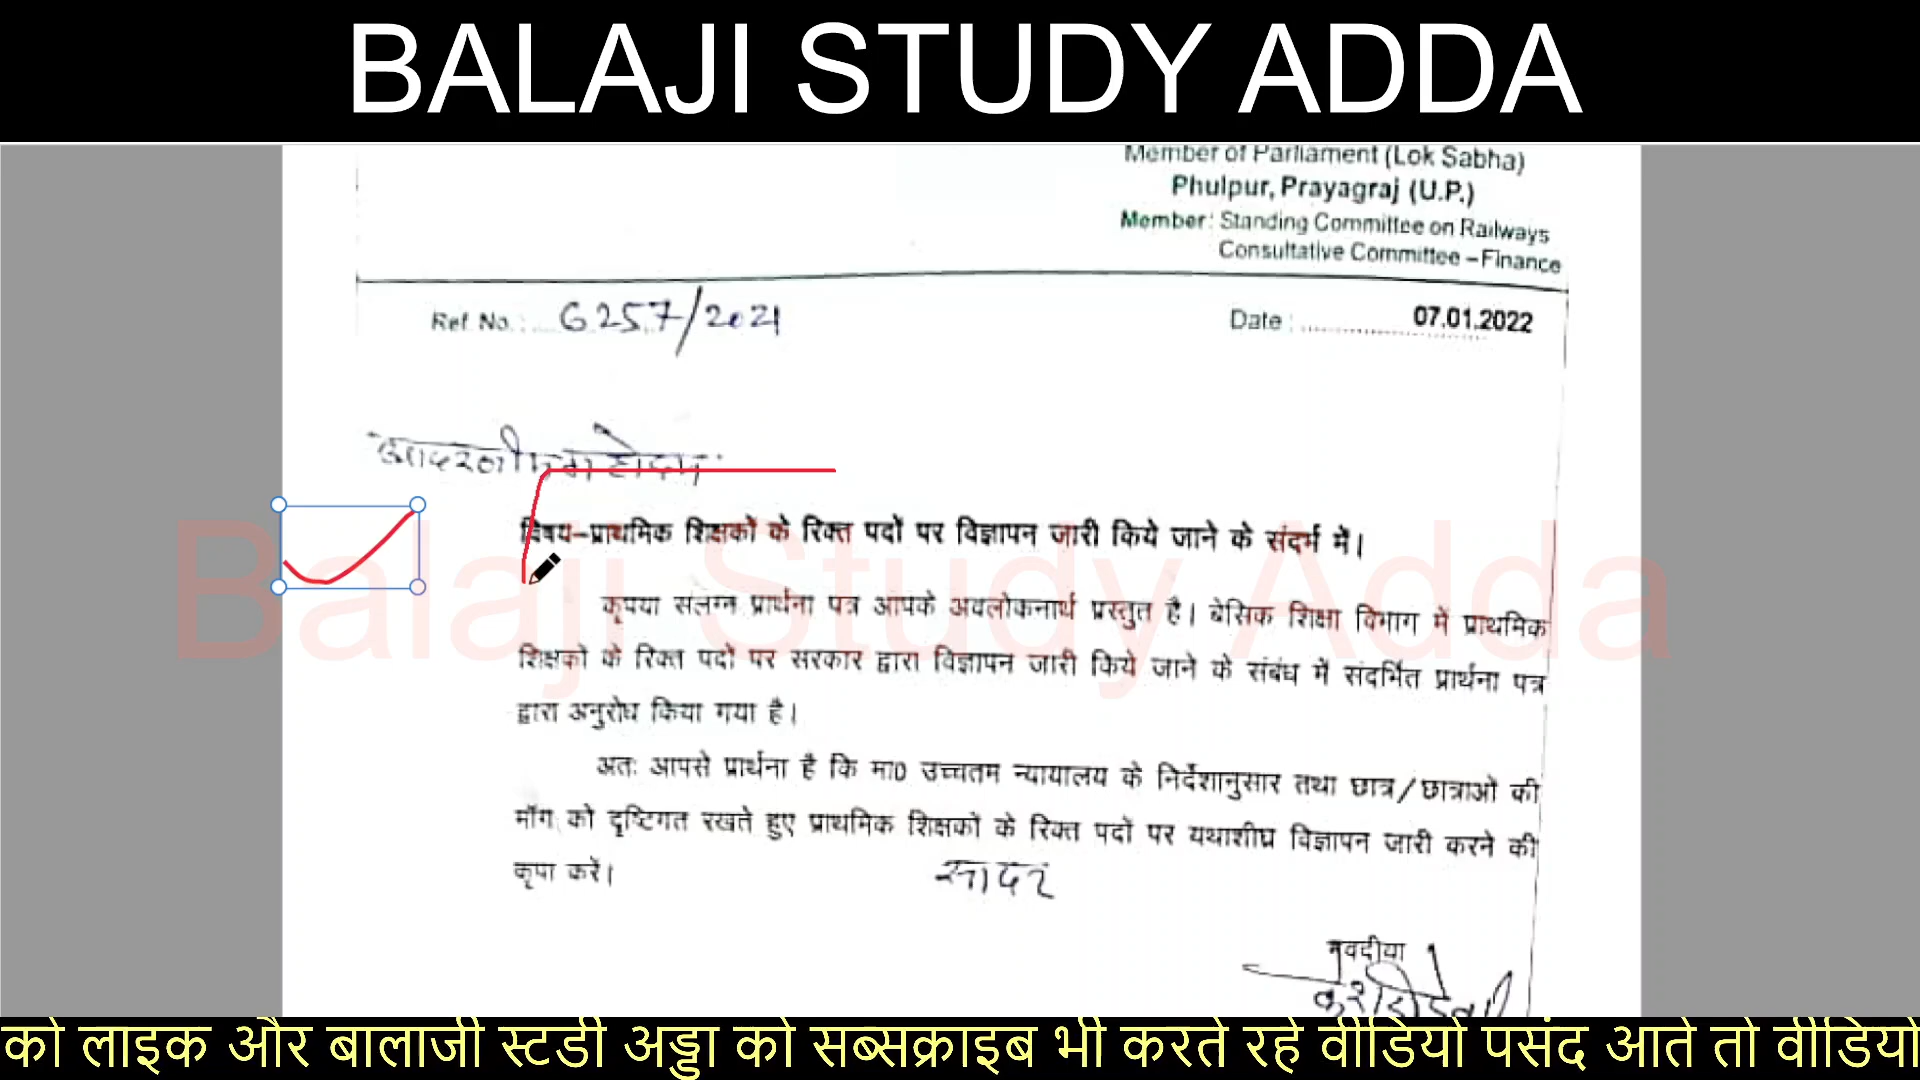 BALAJI STUDY ADDA
Member of Parliament (Lok Sabha)
Phulpur, Prayagraj (U.P.)
Member: Standing Committee on Railways
Consultative Committee –Finance
Ref. No.: 6257/2021
Date : 07.01.2022
आदरणीय महोदय,
विषय–प्राथमिक शिक्षकों के रिक्त पदों पर विज्ञापन जारी किये जाने के संदर्भ में।
Balaji Study Adda
कृपया संलग्न प्रार्थना पत्र आपके अवलोकनार्थ प्रस्तुत है। बेसिक शिक्षा विभाग में प्राथमिक
शिक्षकों के रिक्त पदों पर सरकार द्वारा विज्ञापन जारी किये जाने के संबंध में संदर्भित प्रार्थना पत्र
द्वारा अनुरोध किया गया है।
अतः आपसे प्रार्थना है कि मा0 उच्चतम न्यायालय के निर्देशानुसार तथा छात्र/छात्राओं की
माँग को दृष्टिगत रखते हुए प्राथमिक शिक्षकों के रिक्त पदों पर यथाशीघ्र विज्ञापन जारी करने की
कृपा करें।
सादर
भवदीया
को लाइक और बालाजी स्टडी अड्डा को सब्सक्राइब भी करते रहे वीडियो पसंद आते तो वीडियो